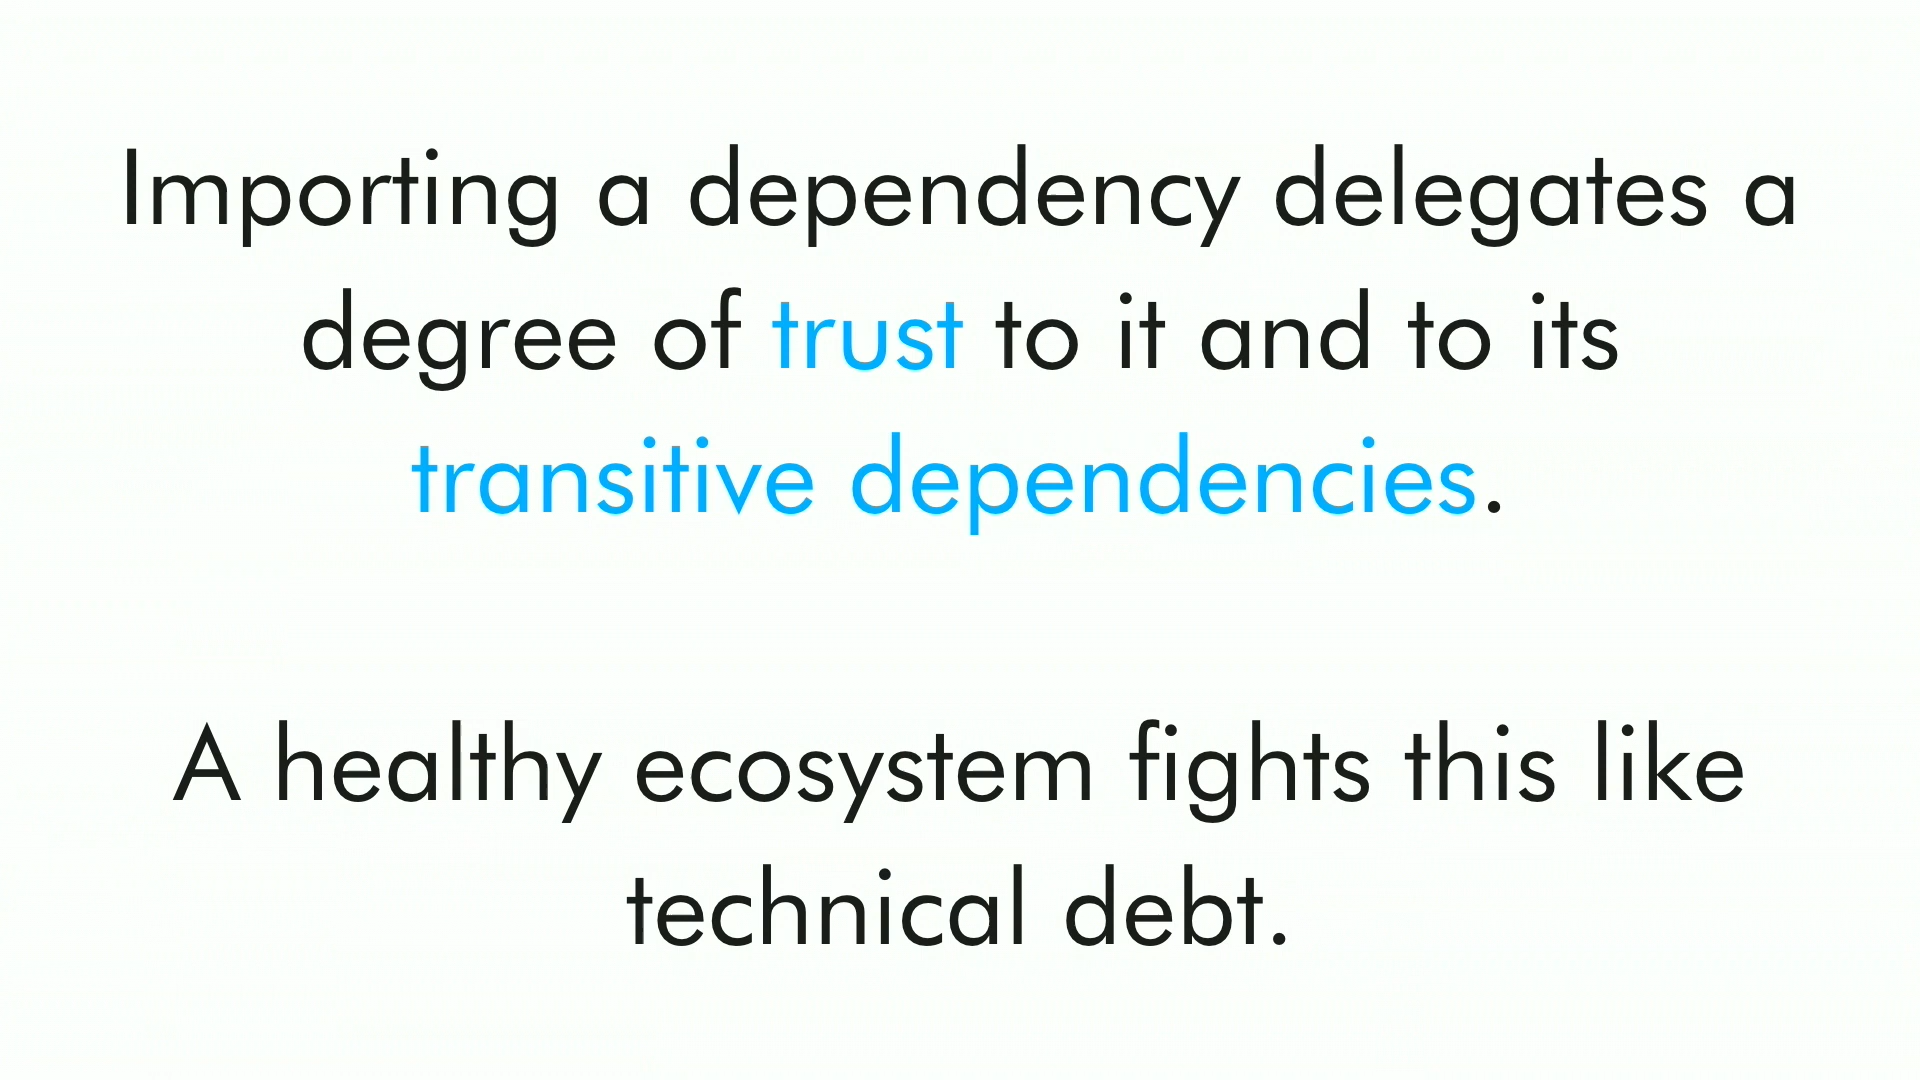 Importing a dependency delegates a
degree of trust to it and to its
transitive dependencies.
A healthy ecosystem fights this like
technical debt.